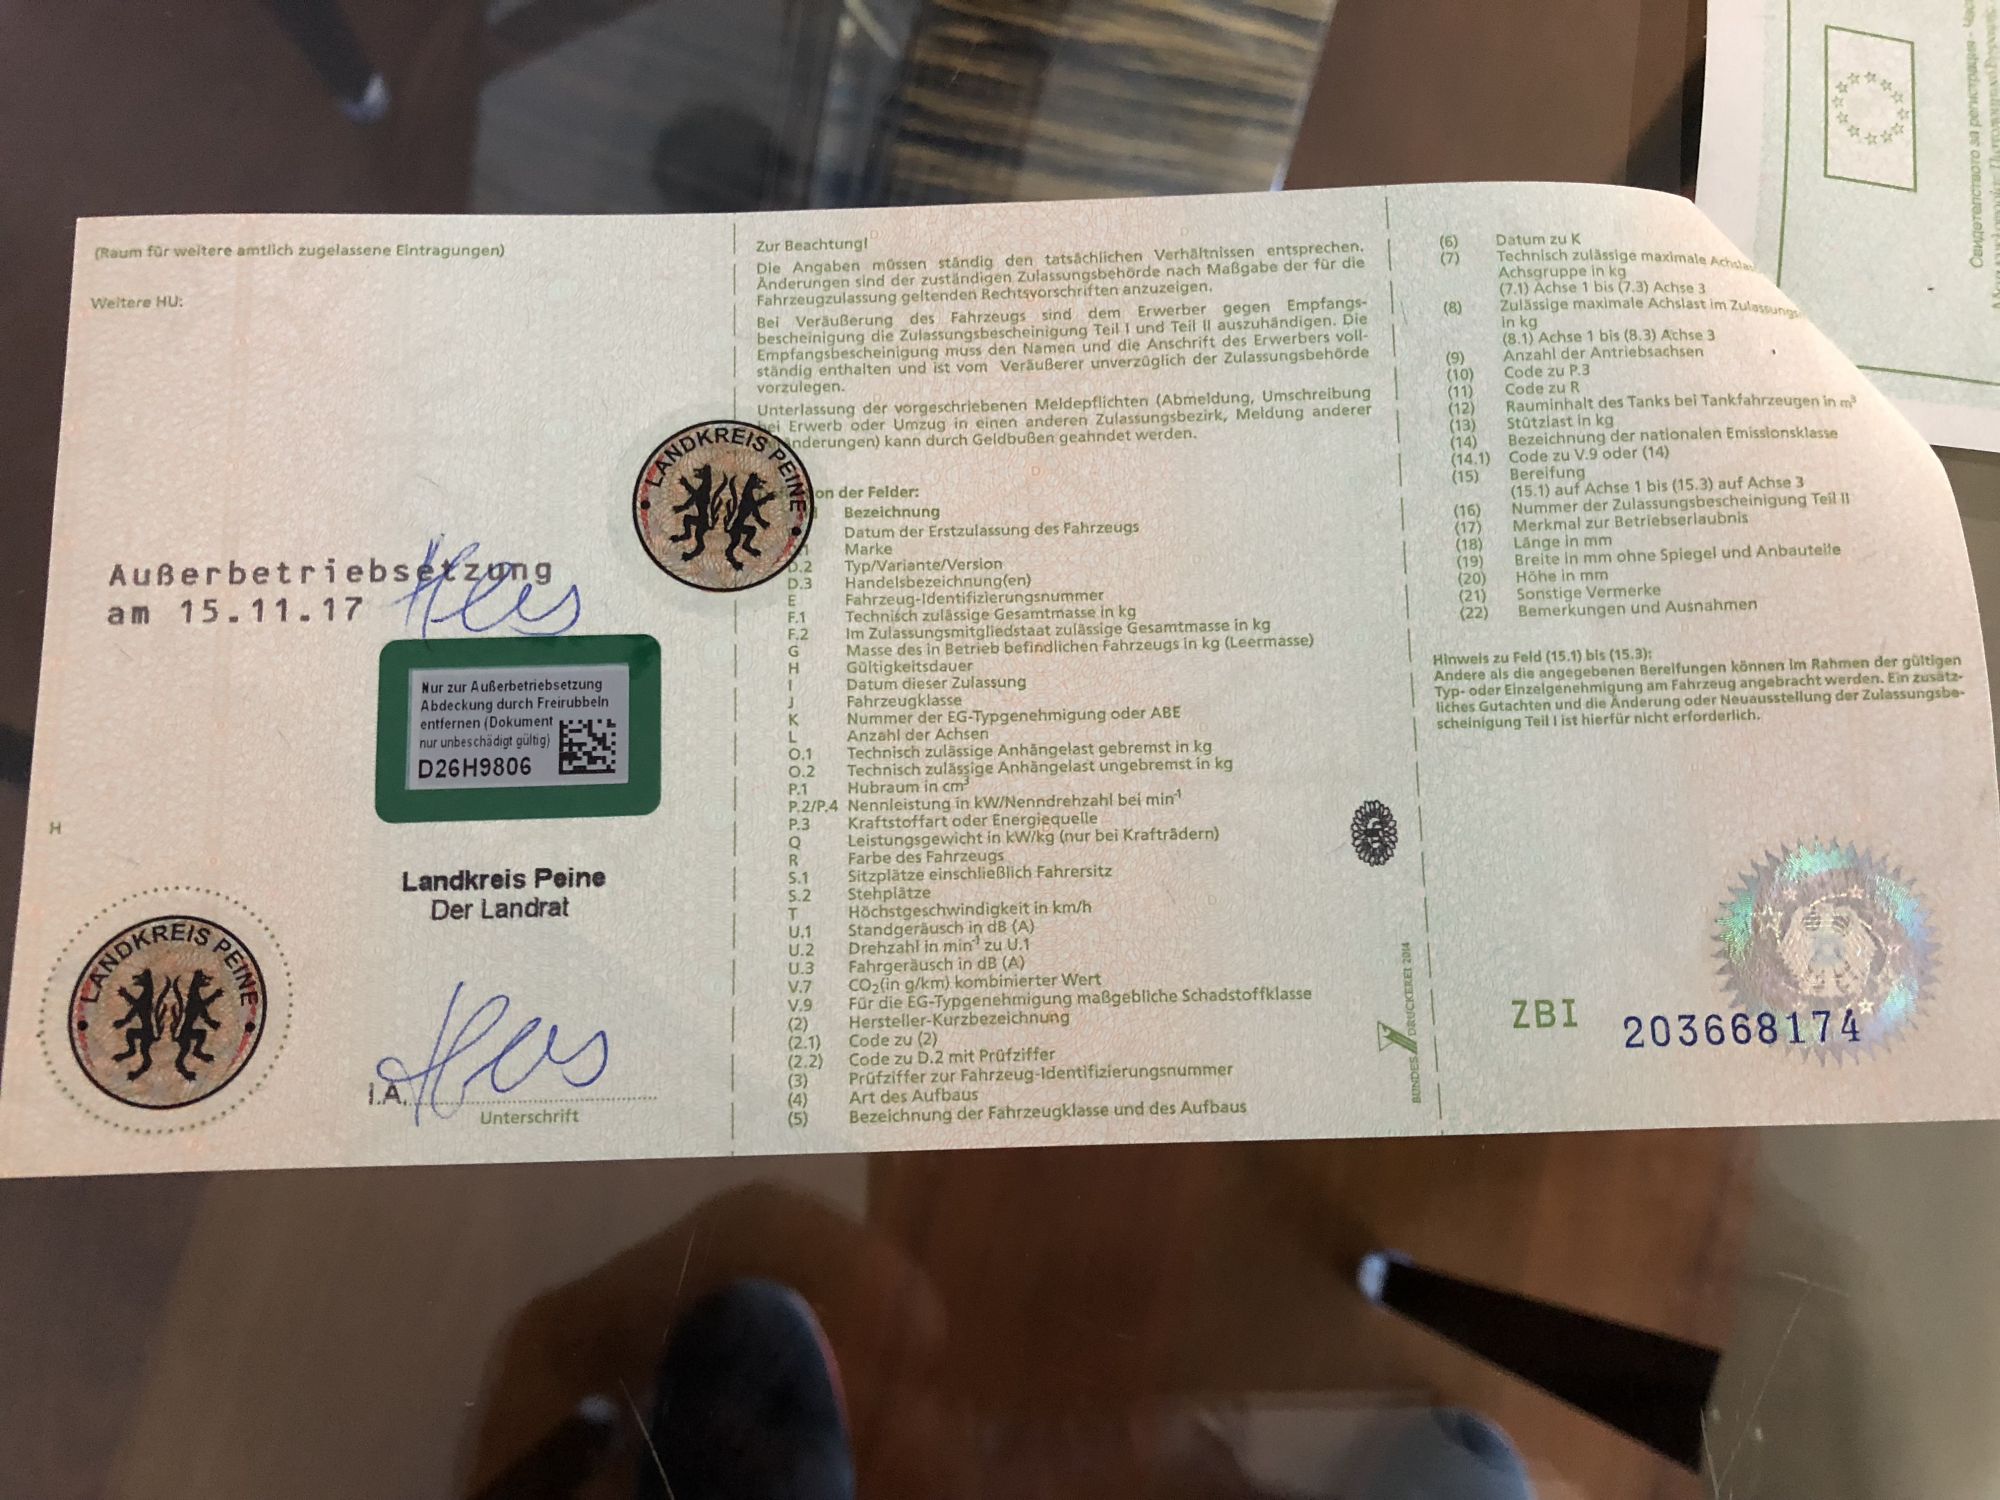 (Raum für weitere amtlich zugelassene Eintragungen)
Weitere HU:
Außerbetriebsetzung
am 15.11.17
Nur zur Außerbetriebsetzung
Abdeckung durch Freirubbeln
entfernen (Dokument
nur unbeschädigt gültig)
D26H9806
H
Landkreis Peine
Der Landrat
LANDKREIS PEINE
i.A.
Unterschrift
LANDKREIS PEINE
Zur Beachtung!
Die Angaben müssen ständig den tatsächlichen Verhältnissen entsprechen.
Änderungen sind der zuständigen Zulassungsbehörde nach Maßgabe der für die
Fahrzeugzulassung geltenden Rechtsvorschriften anzuzeigen.
Bei Veräußerung des Fahrzeugs sind dem Erwerber gegen Empfangs-
bescheinigung die Zulassungsbescheinigung Teil I und Teil II auszuhändigen. Die
Empfangsbescheinigung muss den Namen und die Anschrift des Erwerbers voll-
ständig enthalten und ist vom Veräußerer unverzüglich der Zulassungsbehörde
vorzulegen.
Unterlassung der vorgeschriebenen Meldepflichten (Abmeldung, Umschreibung
bei Erwerb oder Umzug in einen anderen Zulassungsbezirk, Meldung anderer
änderungen) kann durch Geldbußen geahndet werden.
on der Felder:
Bezeichnung
Datum der Erstzulassung des Fahrzeugs
D.1 Marke
D.2 Typ/Variante/Version
D.3 Handelsbezeichnung(en)
E Fahrzeug-Identifizierungsnummer
F.1 Technisch zulässige Gesamtmasse in kg
F.2 Im Zulassungsmitgliedstaat zulässige Gesamtmasse in kg
G Masse des in Betrieb befindlichen Fahrzeugs in kg (Leermasse)
H Gültigkeitsdauer
I Datum dieser Zulassung
J Fahrzeugklasse
K Nummer der EG-Typgenehmigung oder ABE
L Anzahl der Achsen
O.1 Technisch zulässige Anhängelast gebremst in kg
O.2 Technisch zulässige Anhängelast ungebremst in kg
P.1 Hubraum in cm³
P.2/P.4 Nennleistung in kW/Nenndrehzahl bei min⁻¹
P.3 Kraftstoffart oder Energiequelle
Q Leistungsgewicht in kW/kg (nur bei Krafträdern)
R Farbe des Fahrzeugs
S.1 Sitzplätze einschließlich Fahrersitz
S.2 Stehplätze
T Höchstgeschwindigkeit in km/h
U.1 Standgeräusch in dB (A)
U.2 Drehzahl in min⁻¹ zu U.1
U.3 Fahrgeräusch in dB (A)
V.7 CO₂(in g/km) kombinierter Wert
V.9 Für die EG-Typgenehmigung maßgebliche Schadstoffklasse
(2) Hersteller-Kurzbezeichnung
(2.1) Code zu (2)
(2.2) Code zu D.2 mit Prüfziffer
(3) Prüfziffer zur Fahrzeug-Identifizierungsnummer
(4) Art des Aufbaus
(5) Bezeichnung der Fahrzeugklasse und des Aufbaus
BUNDESDRUCKEREI 2014
(6) Datum zu K
(7) Technisch zulässige maximale Achslast
Achsgruppe in kg
(7.1) Achse 1 bis (7.3) Achse 3
(8) Zulässige maximale Achslast im Zulassungs
in kg
(8.1) Achse 1 bis (8.3) Achse 3
(9) Anzahl der Antriebsachsen
(10) Code zu P.3
(11) Code zu R
(12) Rauminhalt des Tanks bei Tankfahrzeugen in m³
(13) Stützlast in kg
(14) Bezeichnung der nationalen Emissionsklasse
(14.1) Code zu V.9 oder (14)
(15) Bereifung
(15.1) auf Achse 1 bis (15.3) auf Achse 3
(16) Nummer der Zulassungsbescheinigung Teil II
(17) Merkmal zur Betriebserlaubnis
(18) Länge in mm
(19) Breite in mm ohne Spiegel und Anbauteile
(20) Höhe in mm
(21) Sonstige Vermerke
(22) Bemerkungen und Ausnahmen
Hinweis zu Feld (15.1) bis (15.3):
Andere als die angegebenen Bereifungen können im Rahmen der gültigen
Typ- oder Einzelgenehmigung am Fahrzeug angebracht werden. Ein zusätz-
liches Gutachten und die Änderung oder Neuausstellung der Zulassungsbe-
scheinigung Teil I ist hierfür nicht erforderlich.
ZBI 203668174
Свидетелство за регистрация